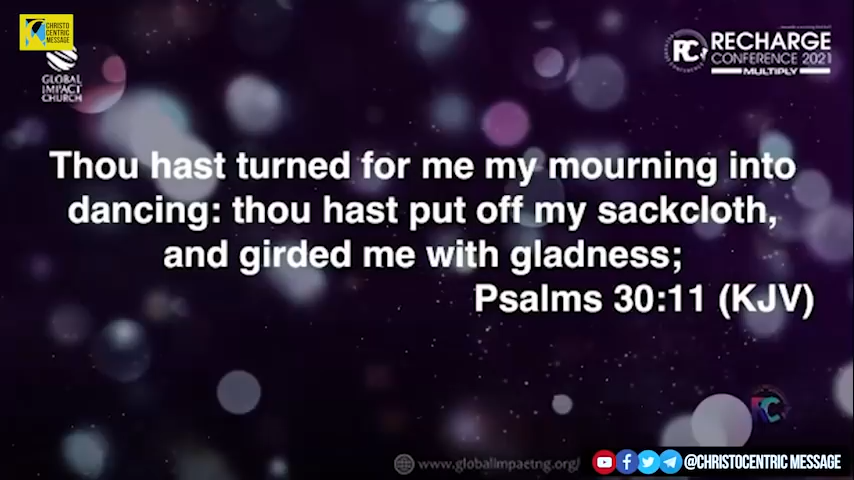 CHRISTO
CENTRIC
MESSAGE
GLOBAL
IMPACT
CHURCH
RC
RECHARGE
CONFERENCE 2021
MULTIPLY
Thou hast turned for me my mourning into
dancing: thou hast put off my sackcloth,
and girded me with gladness;
Psalms 30:11 (KJV)
RC
www.globalimpactng.org/
@CHRISTOCENTRIC MESSAGE